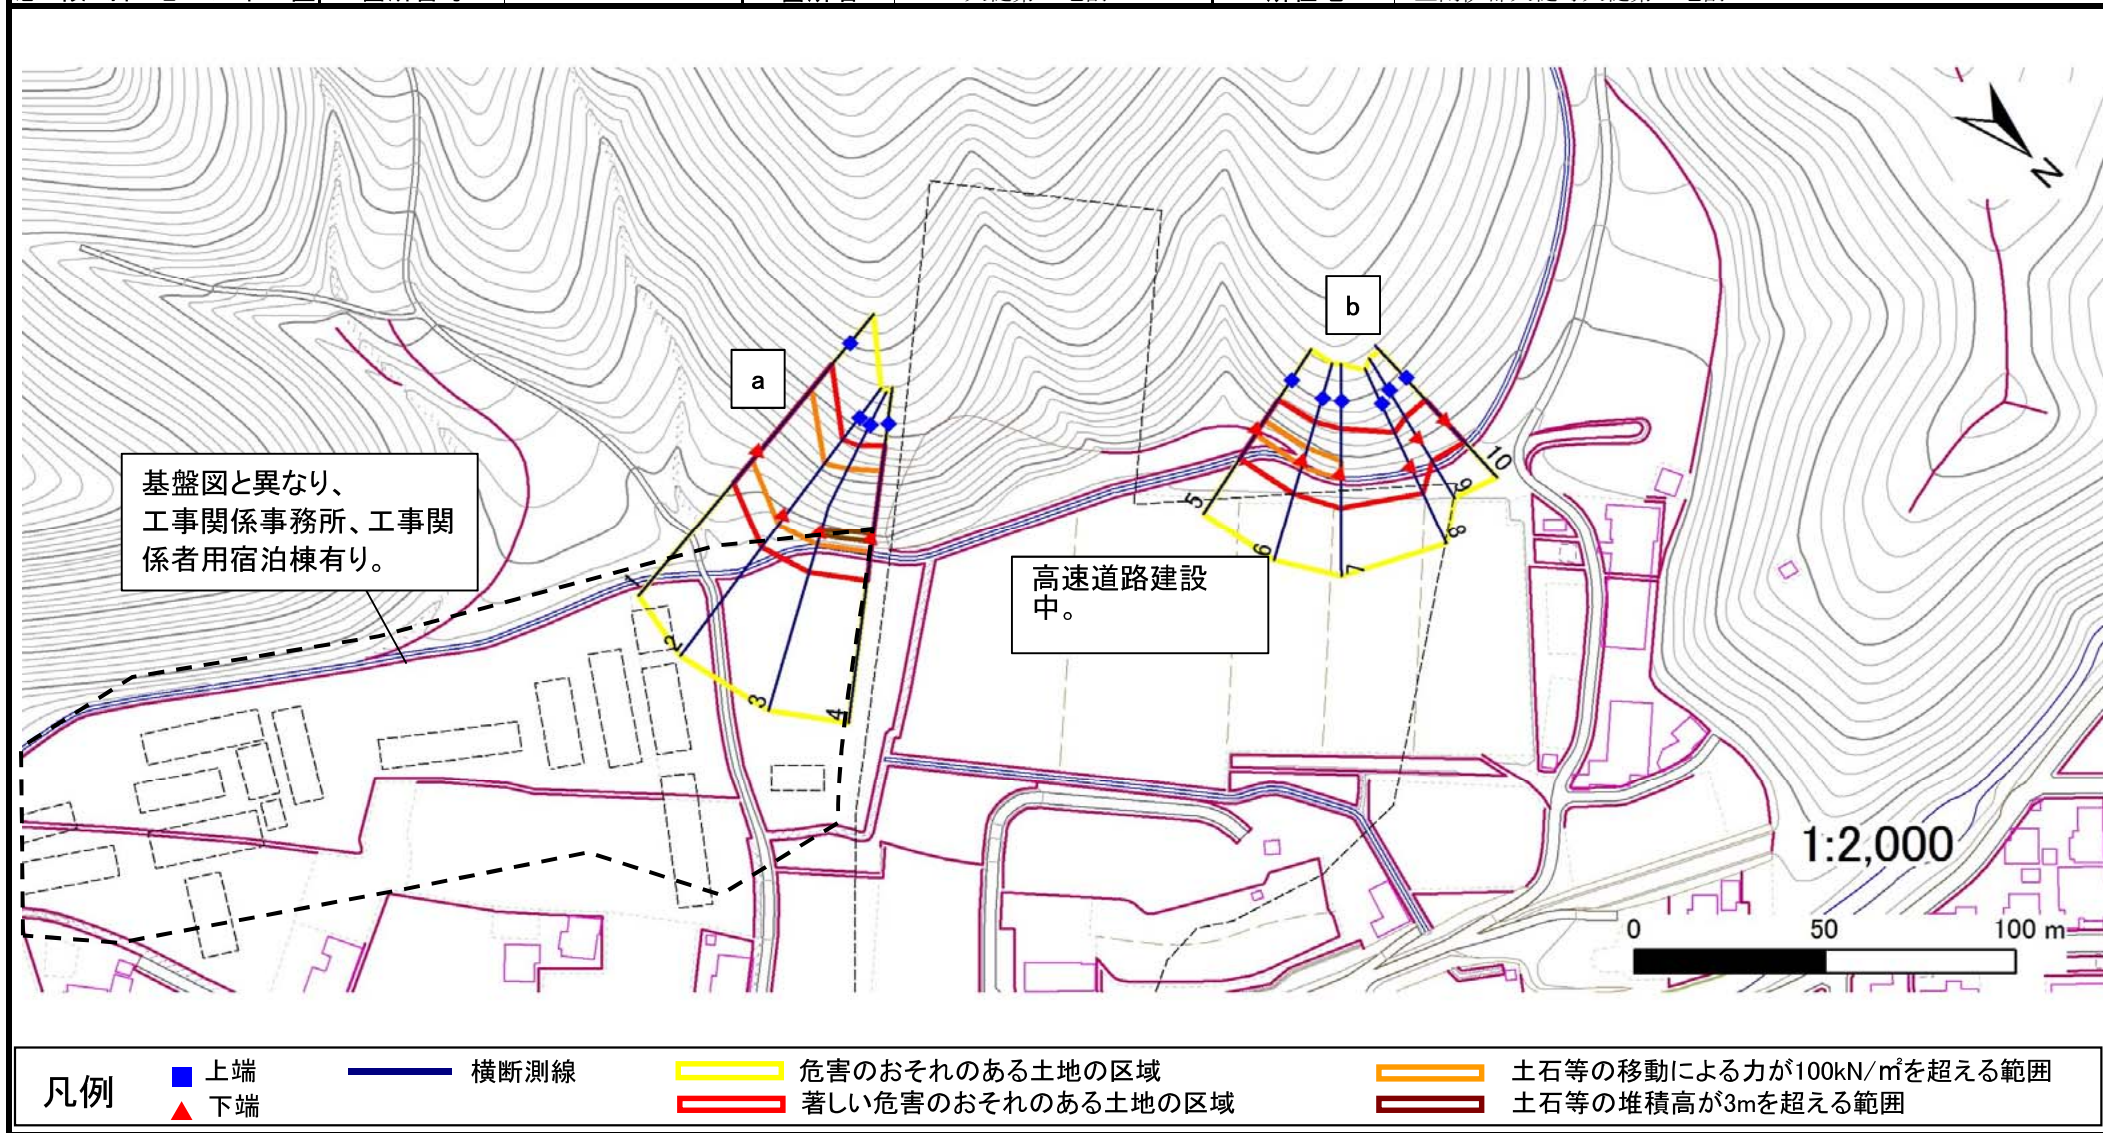 N
b
a
基盤図と異なり、
工事関係事務所、工事関
係者用宿泊棟有り。
高速道路建設
中。
1
2
3
4
5
6
7
8
9
10
1:2,000
0 50 100 m
凡例
上端
下端
横断測線
危害のおそれのある土地の区域
著しい危害のおそれのある土地の区域
土石等の移動による力が100kN/㎡を超える範囲
土石等の堆積高が3mを超える範囲